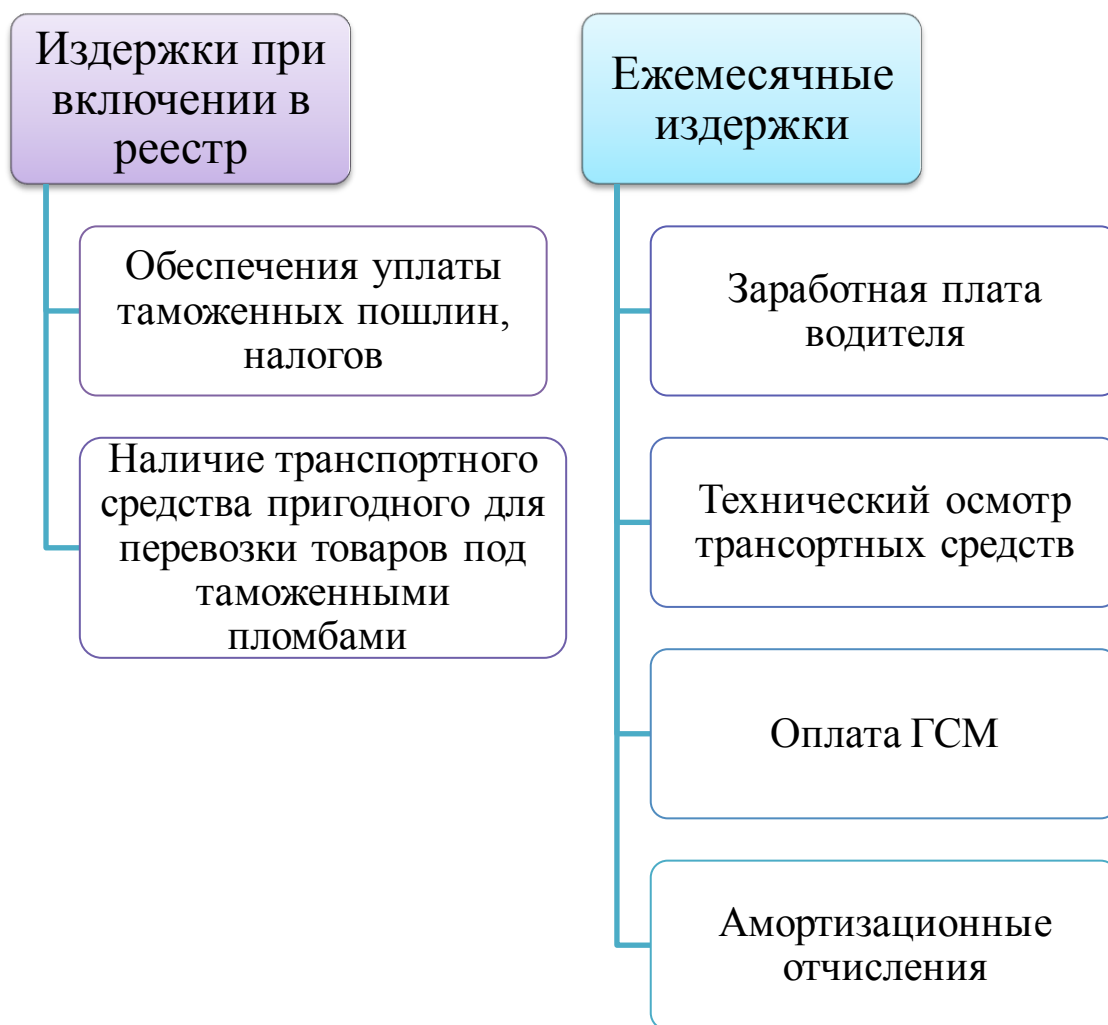 Издержки при
включении в
реестр
Обеспечения уплаты
таможенных пошлин,
налогов
Наличие транспортного
средства пригодного для
перевозки товаров под
таможенными
пломбами
Ежемесячные
издержки
Заработная плата
водителя
Технический осмотр
трансортных средств
Оплата ГСМ
Амортизационные
отчисления